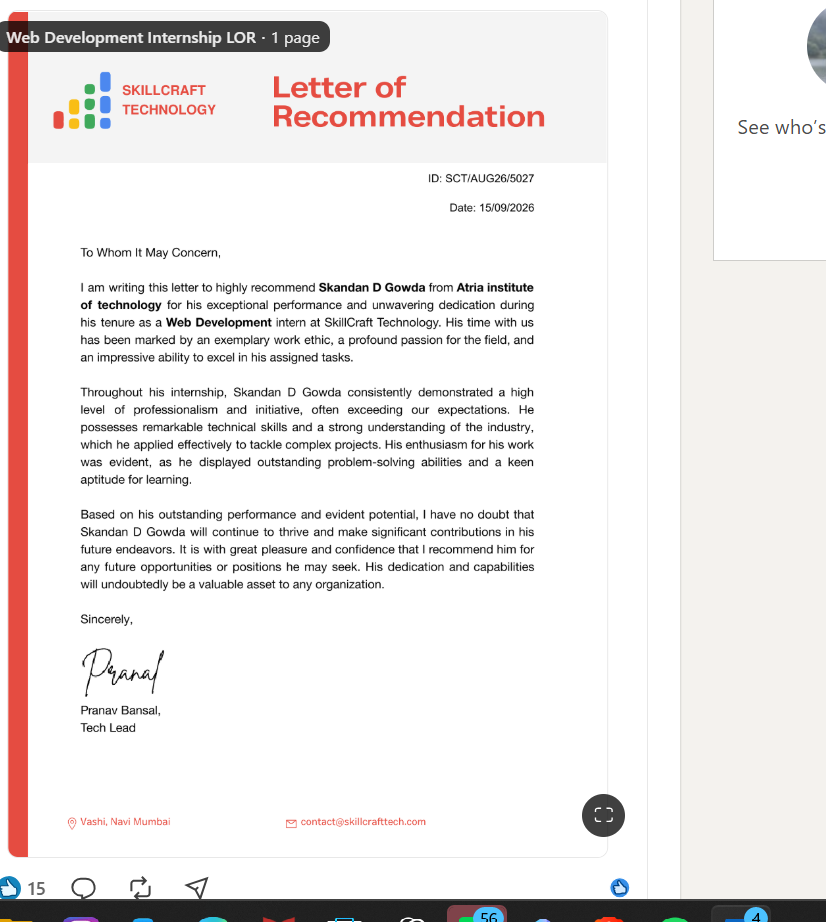 Web Development Internship LOR · 1 page
SKILLCRAFT
TECHNOLOGY
Letter of
Recommendation
ID: SCT/AUG26/5027
Date: 15/09/2026
To Whom It May Concern,
I am writing this letter to highly recommend Skandan D Gowda from Atria institute
of technology for his exceptional performance and unwavering dedication during
his tenure as a Web Development intern at SkillCraft Technology. His time with us
has been marked by an exemplary work ethic, a profound passion for the field, and
an impressive ability to excel in his assigned tasks.
Throughout his internship, Skandan D Gowda consistently demonstrated a high
level of professionalism and initiative, often exceeding our expectations. He
possesses remarkable technical skills and a strong understanding of the industry,
which he applied effectively to tackle complex projects. His enthusiasm for his work
was evident, as he displayed outstanding problem-solving abilities and a keen
aptitude for learning.
Based on his outstanding performance and evident potential, I have no doubt that
Skandan D Gowda will continue to thrive and make significant contributions in his
future endeavors. It is with great pleasure and confidence that I recommend him for
any future opportunities or positions he may seek. His dedication and capabilities
will undoubtedly be a valuable asset to any organization.
Sincerely,
Pranav
Pranav Bansal,
Tech Lead
Vashi, Navi Mumbai
contact@skillcrafttech.com
15
See who's
56
4